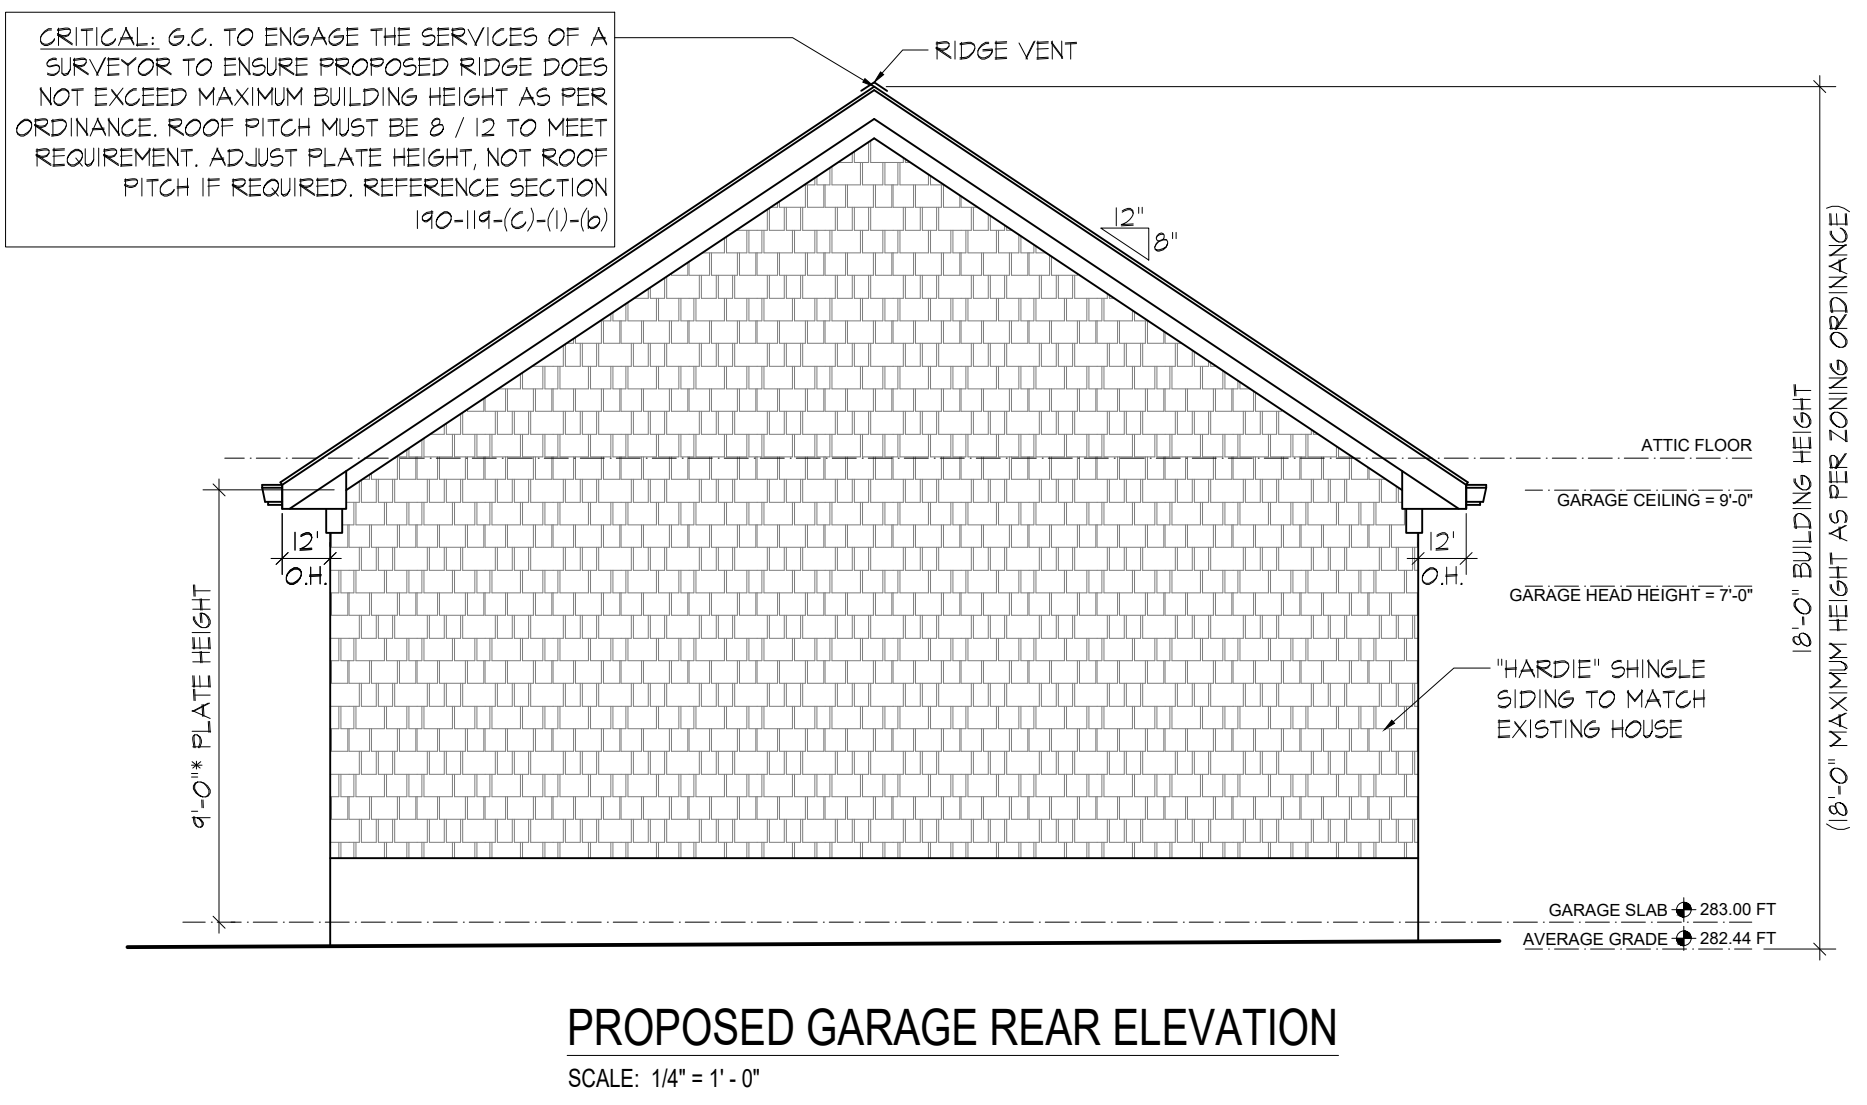 CRITICAL: G.C. TO ENGAGE THE SERVICES OF A
SURVEYOR TO ENSURE PROPOSED RIDGE DOES
NOT EXCEED MAXIMUM BUILDING HEIGHT AS PER
ORDINANCE. ROOF PITCH MUST BE 8 / 12 TO MEET
REQUIREMENT. ADJUST PLATE HEIGHT, NOT ROOF
PITCH IF REQUIRED. REFERENCE SECTION
190-119-(C)-(1)-(b)
RIDGE VENT
12"
8"
ATTIC FLOOR
GARAGE CEILING = 9'-0"
12'
O.H.
12'
O.H.
GARAGE HEAD HEIGHT = 7'-0"
9'-0"* PLATE HEIGHT
18'-0" BUILDING HEIGHT
(18'-0" MAXIMUM HEIGHT AS PER ZONING ORDINANCE)
"HARDIE" SHINGLE
SIDING TO MATCH
EXISTING HOUSE
GARAGE SLAB 283.00 FT
AVERAGE GRADE 282.44 FT
PROPOSED GARAGE REAR ELEVATION
SCALE: 1/4" = 1' - 0"